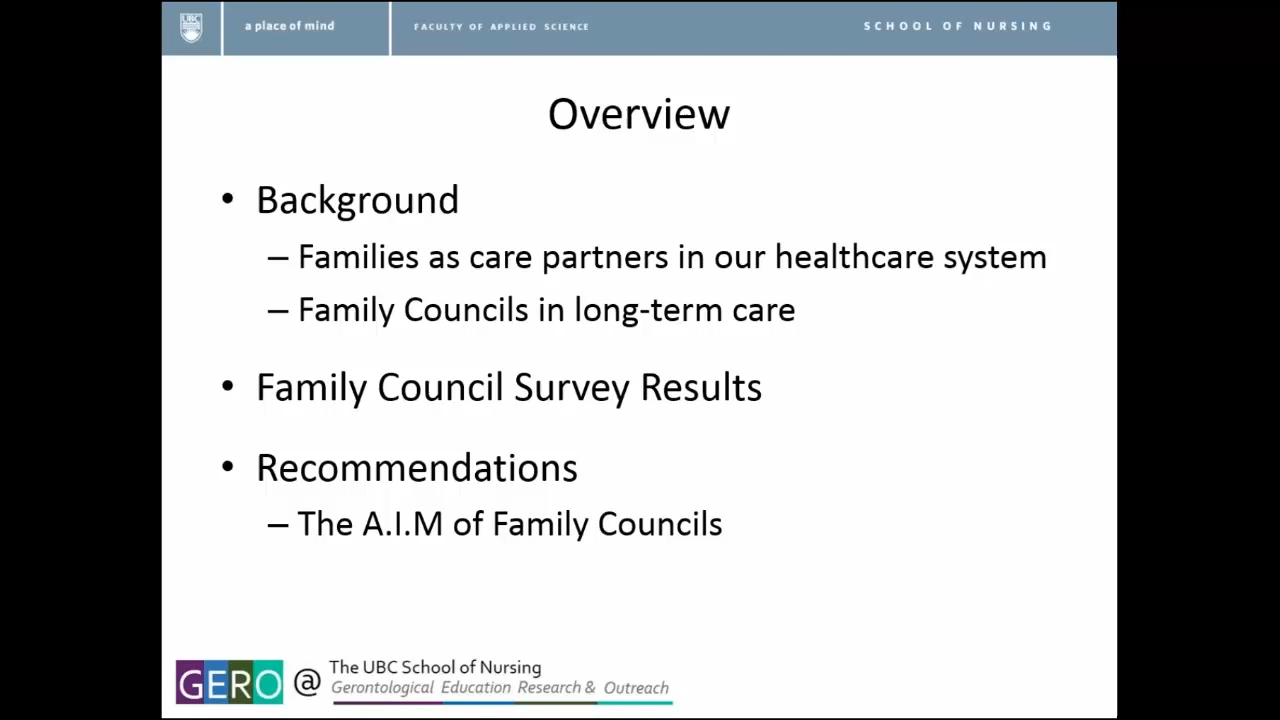 UBC
a place of mind
FACULTY OF APPLIED SCIENCE
SCHOOL OF NURSING
Overview
• Background
– Families as care partners in our healthcare system
– Family Councils in long-term care
• Family Council Survey Results
• Recommendations
– The A.I.M of Family Councils
GERO @ The UBC School of Nursing
Gerontological Education Research & Outreach